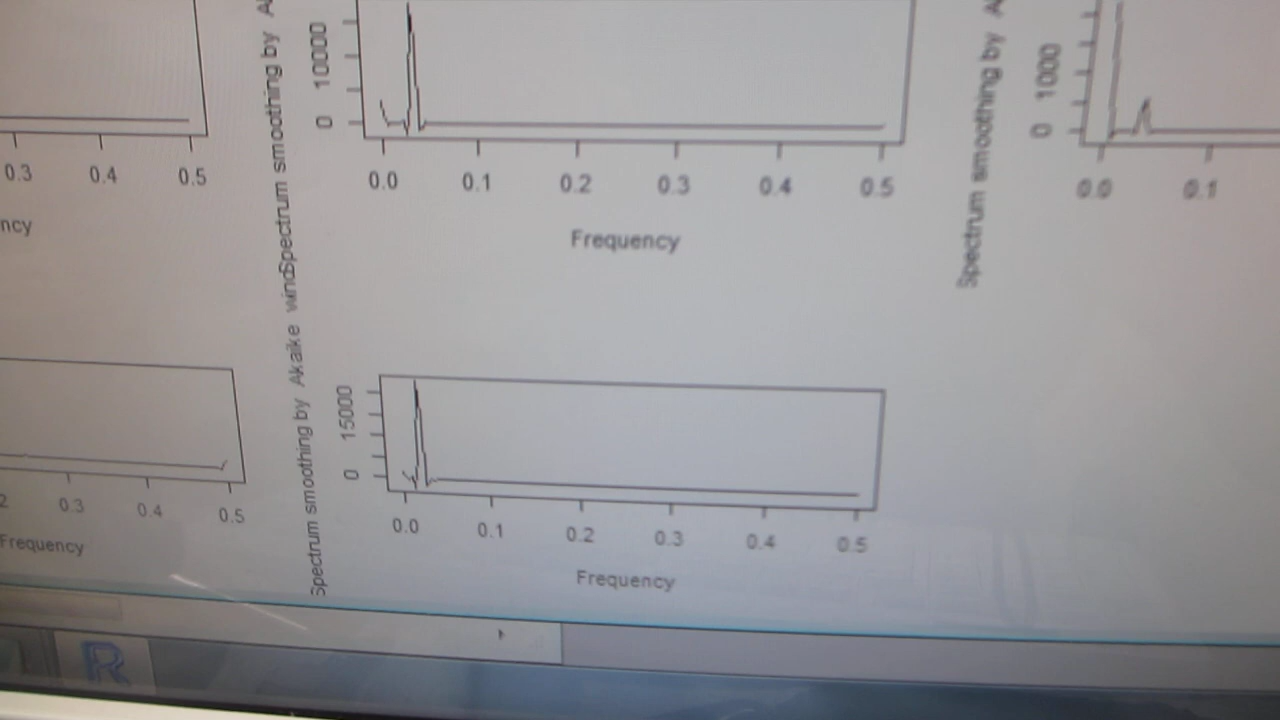 0.3 0.4 0.5
ncy
Spectrum smoothing by A
0 10000
0.0 0.1 0.2 0.3 0.4 0.5
Frequency
Spectrum smoothing by A
0 1000
0.0 0.1
2 0.3 0.4 0.5
Frequency
Spectrum smoothing by Akaike wind
0 15000
0.0 0.1 0.2 0.3 0.4 0.5
Frequency
R